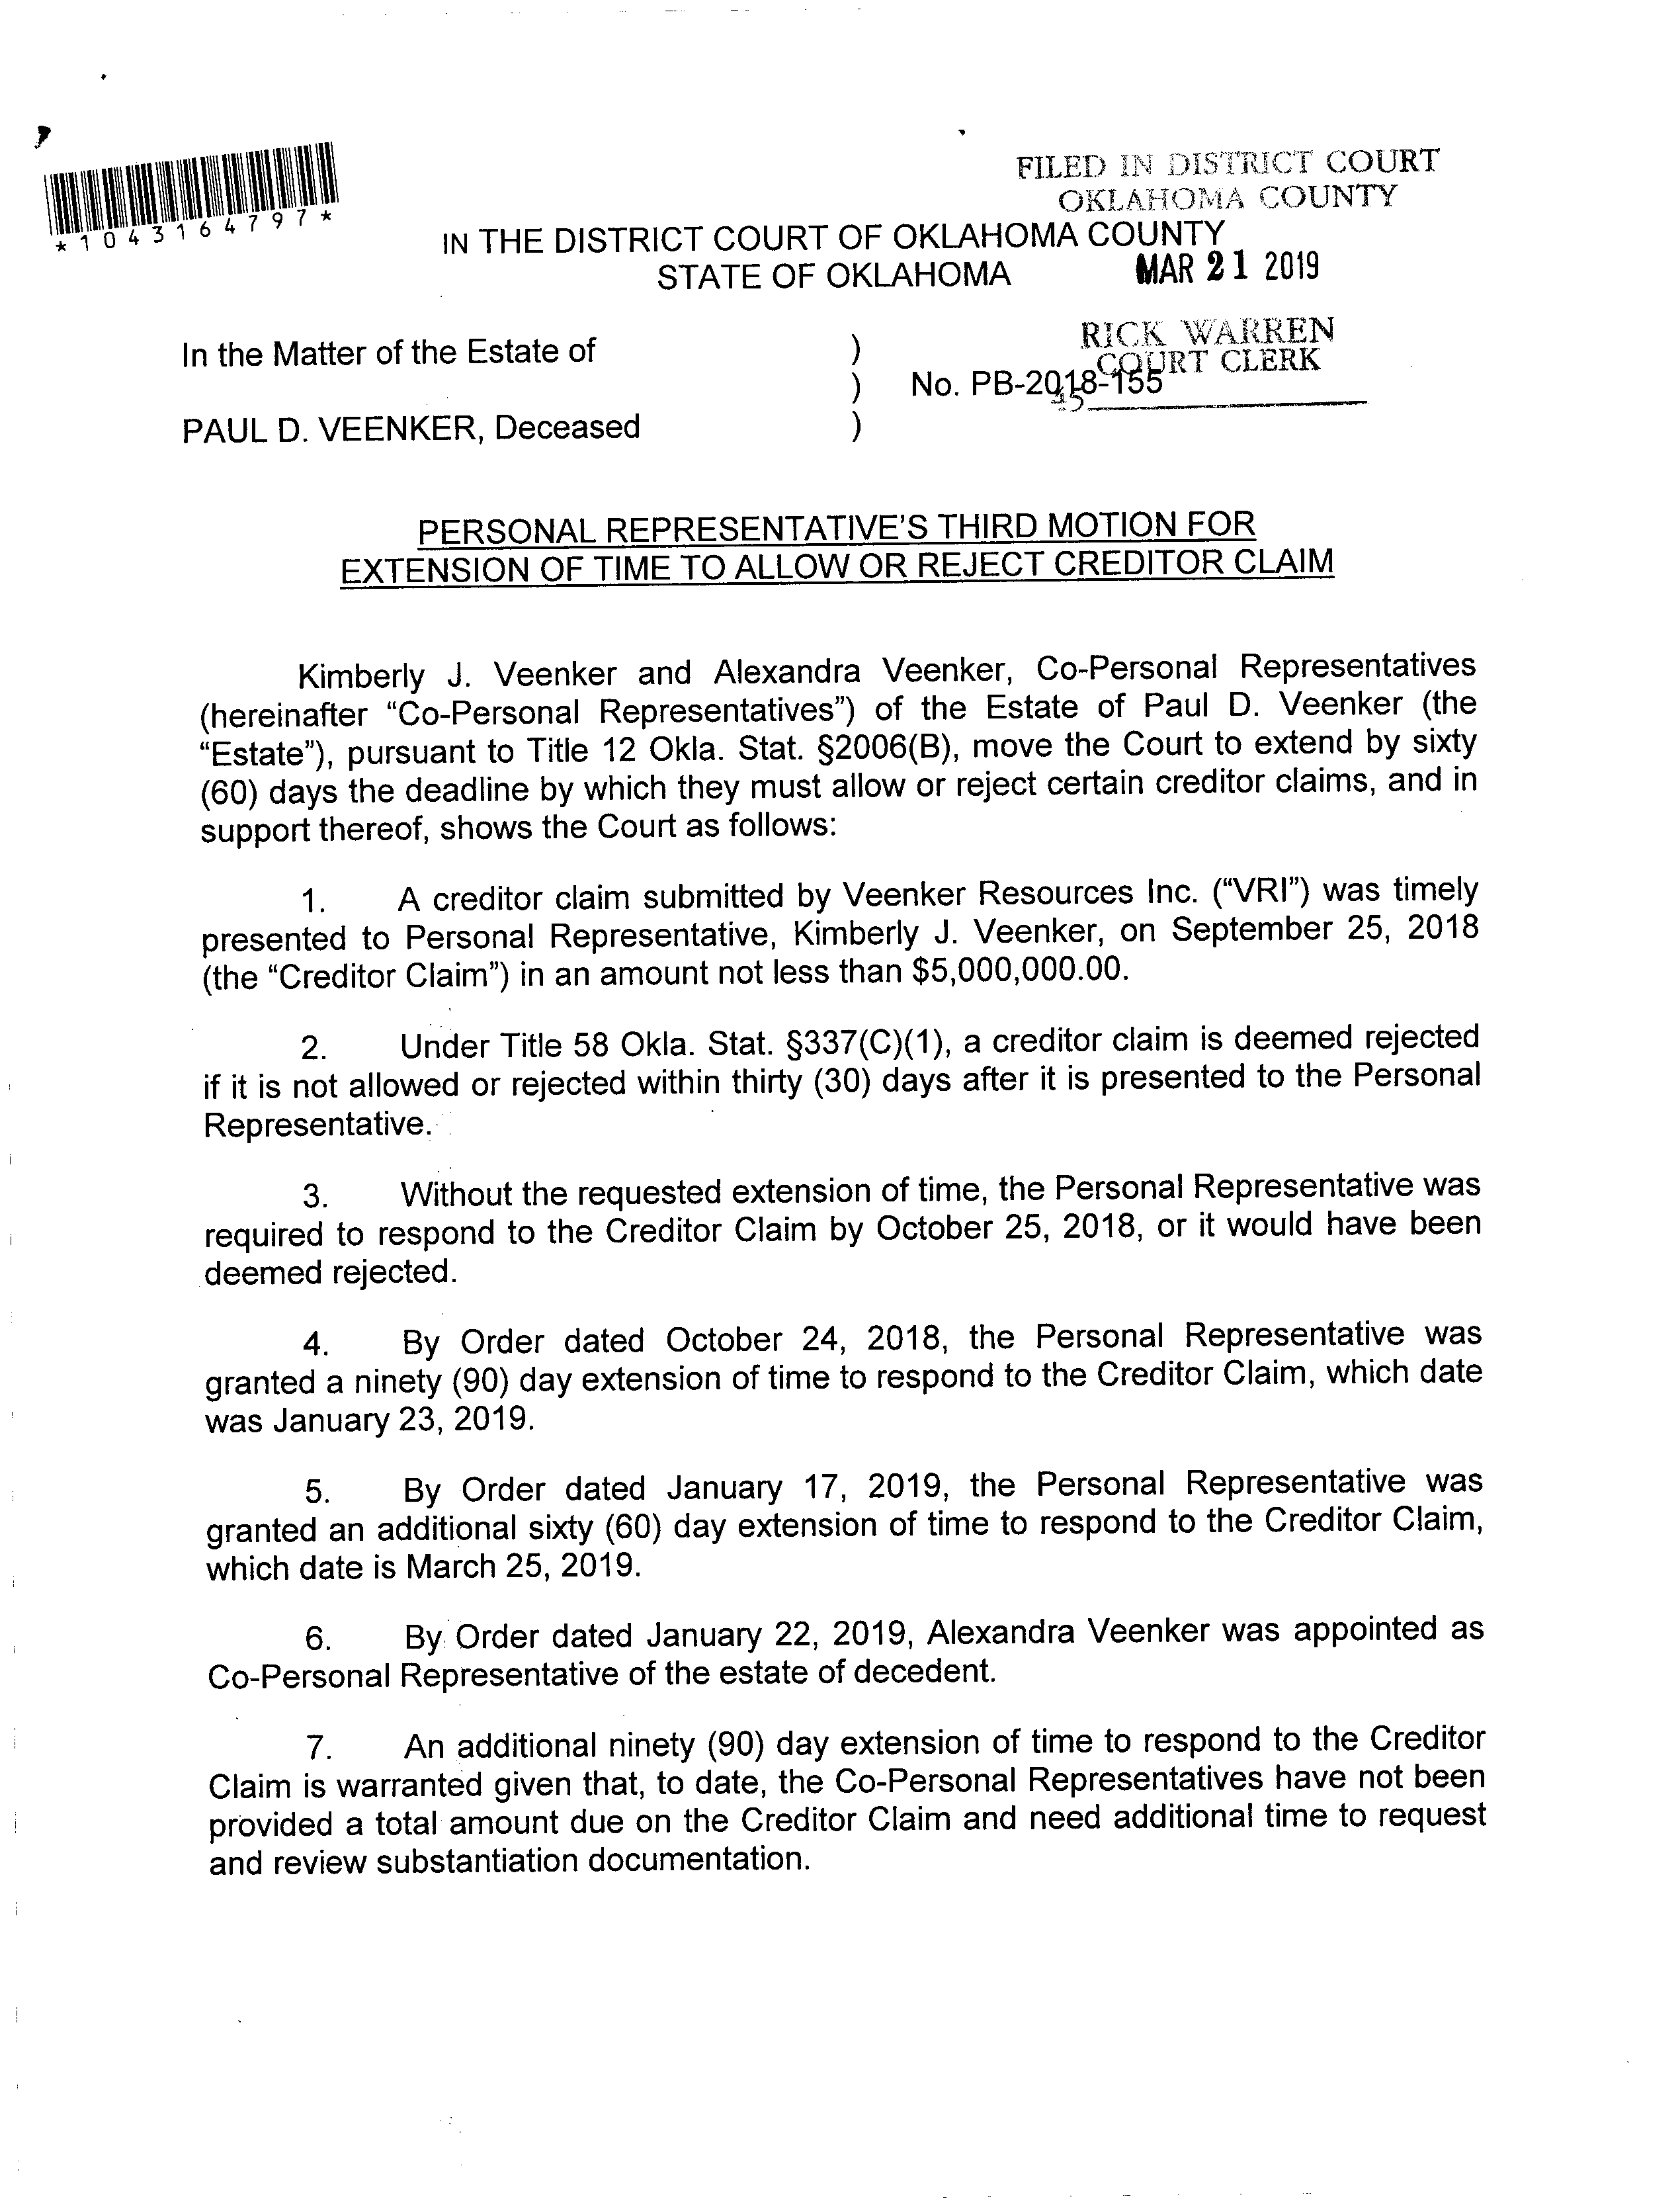 FILED IN DISTRICT COURT
OKLAHOMA COUNTY
*1043164797*
IN THE DISTRICT COURT OF OKLAHOMA COUNTY
STATE OF OKLAHOMA
MAR 21 2019
RICK WARREN
COURT CLERK
In the Matter of the Estate of )
) No. PB-2018-155
PAUL D. VEENKER, Deceased )
PERSONAL REPRESENTATIVE'S THIRD MOTION FOR
EXTENSION OF TIME TO ALLOW OR REJECT CREDITOR CLAIM
Kimberly J. Veenker and Alexandra Veenker, Co-Personal Representatives
(hereinafter “Co-Personal Representatives”) of the Estate of Paul D. Veenker (the
“Estate”), pursuant to Title 12 Okla. Stat. §2006(B), move the Court to extend by sixty
(60) days the deadline by which they must allow or reject certain creditor claims, and in
support thereof, shows the Court as follows:
1. A creditor claim submitted by Veenker Resources Inc. (“VRI”) was timely
presented to Personal Representative, Kimberly J. Veenker, on September 25, 2018
(the “Creditor Claim”) in an amount not less than $5,000,000.00.
2. Under Title 58 Okla. Stat. §337(C)(1), a creditor claim is deemed rejected
if it is not allowed or rejected within thirty (30) days after it is presented to the Personal
Representative.
3. Without the requested extension of time, the Personal Representative was
required to respond to the Creditor Claim by October 25, 2018, or it would have been
deemed rejected.
4. By Order dated October 24, 2018, the Personal Representative was
granted a ninety (90) day extension of time to respond to the Creditor Claim, which date
was January 23, 2019.
5. By Order dated January 17, 2019, the Personal Representative was
granted an additional sixty (60) day extension of time to respond to the Creditor Claim,
which date is March 25, 2019.
6. By Order dated January 22, 2019, Alexandra Veenker was appointed as
Co-Personal Representative of the estate of decedent.
7. An additional ninety (90) day extension of time to respond to the Creditor
Claim is warranted given that, to date, the Co-Personal Representatives have not been
provided a total amount due on the Creditor Claim and need additional time to request
and review substantiation documentation.